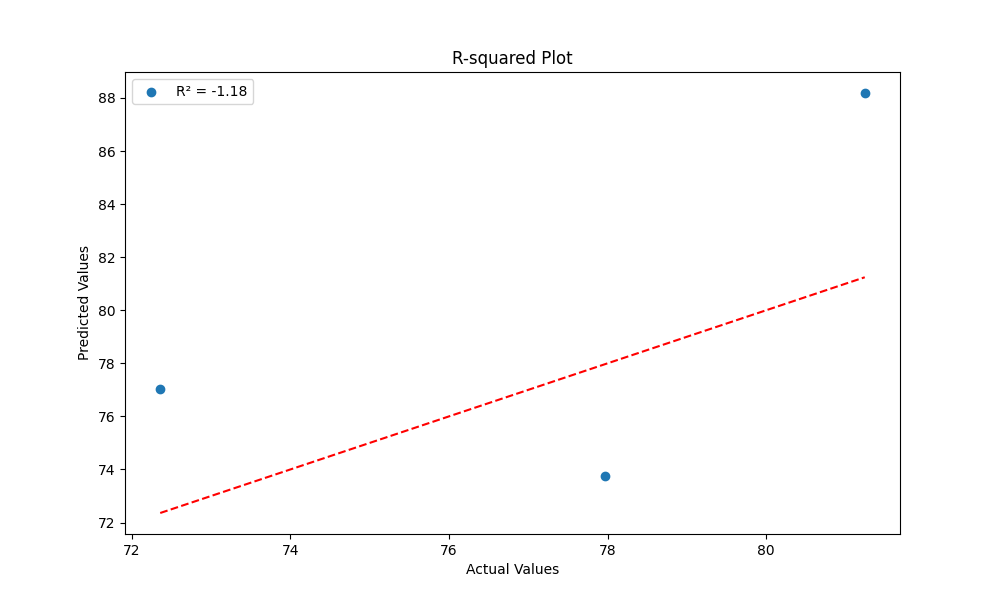 R-squared Plot
R² = -1.18
88
86
84
82
80
78
76
74
72
Predicted Values
72 74 76 78 80
Actual Values